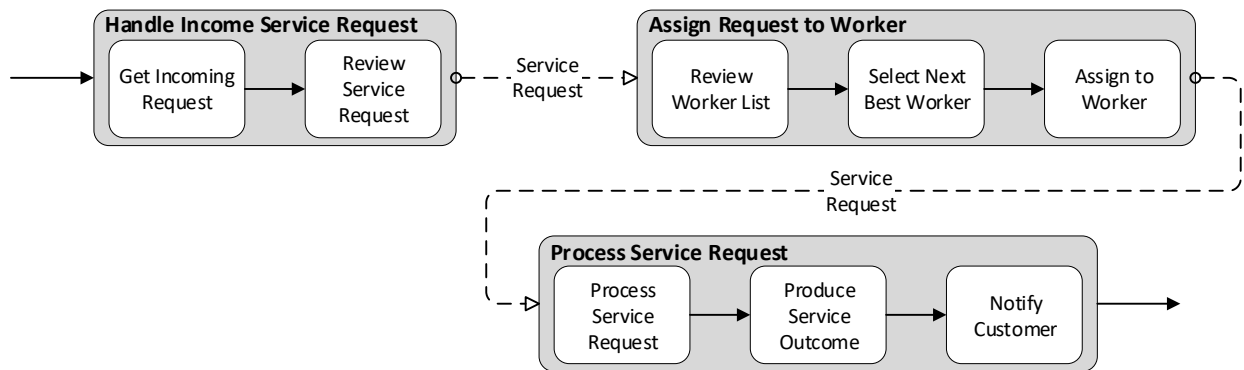 Handle Income Service Request
Get Incoming
Request
Review
Service
Request
Service
Request
Assign Request to Worker
Review
Worker List
Select Next
Best Worker
Assign to
Worker
Service
Request
Process Service Request
Process
Service
Request
Produce
Service
Outcome
Notify
Customer